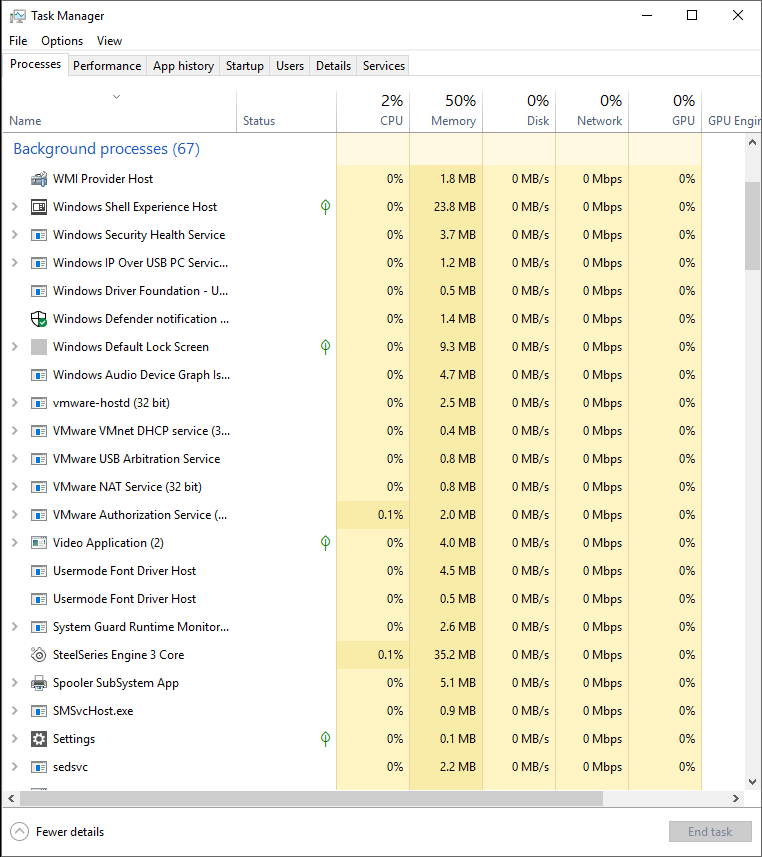 Task Manager
File Options View
Processes Performance App history Startup Users Details Services
2% 50% 0% 0% 0%
Name Status CPU Memory Disk Network GPU GPU Engin
Background processes (67)
WMI Provider Host 0% 1.8 MB 0 MB/s 0 Mbps 0%
Windows Shell Experience Host 0% 23.8 MB 0 MB/s 0 Mbps 0%
Windows Security Health Service 0% 3.7 MB 0 MB/s 0 Mbps 0%
Windows IP Over USB PC Servic... 0% 1.2 MB 0 MB/s 0 Mbps 0%
Windows Driver Foundation - U... 0% 0.5 MB 0 MB/s 0 Mbps 0%
Windows Defender notification ... 0% 1.4 MB 0 MB/s 0 Mbps 0%
Windows Default Lock Screen 0% 9.3 MB 0 MB/s 0 Mbps 0%
Windows Audio Device Graph Is... 0% 4.7 MB 0 MB/s 0 Mbps 0%
vmware-hostd (32 bit) 0% 2.5 MB 0 MB/s 0 Mbps 0%
VMware VMnet DHCP service (3... 0% 0.4 MB 0 MB/s 0 Mbps 0%
VMware USB Arbitration Service 0% 0.8 MB 0 MB/s 0 Mbps 0%
VMware NAT Service (32 bit) 0% 0.8 MB 0 MB/s 0 Mbps 0%
VMware Authorization Service (... 0.1% 2.0 MB 0 MB/s 0 Mbps 0%
Video Application (2) 0% 4.0 MB 0 MB/s 0 Mbps 0%
Usermode Font Driver Host 0% 4.5 MB 0 MB/s 0 Mbps 0%
Usermode Font Driver Host 0% 0.5 MB 0 MB/s 0 Mbps 0%
System Guard Runtime Monitor... 0% 2.6 MB 0 MB/s 0 Mbps 0%
SteelSeries Engine 3 Core 0.1% 35.2 MB 0 MB/s 0 Mbps 0%
Spooler SubSystem App 0% 5.1 MB 0 MB/s 0 Mbps 0%
SMSvcHost.exe 0% 0.9 MB 0 MB/s 0 Mbps 0%
Settings 0% 0.1 MB 0 MB/s 0 Mbps 0%
sedsvc 0% 2.2 MB 0 MB/s 0 Mbps 0%
Fewer details End task